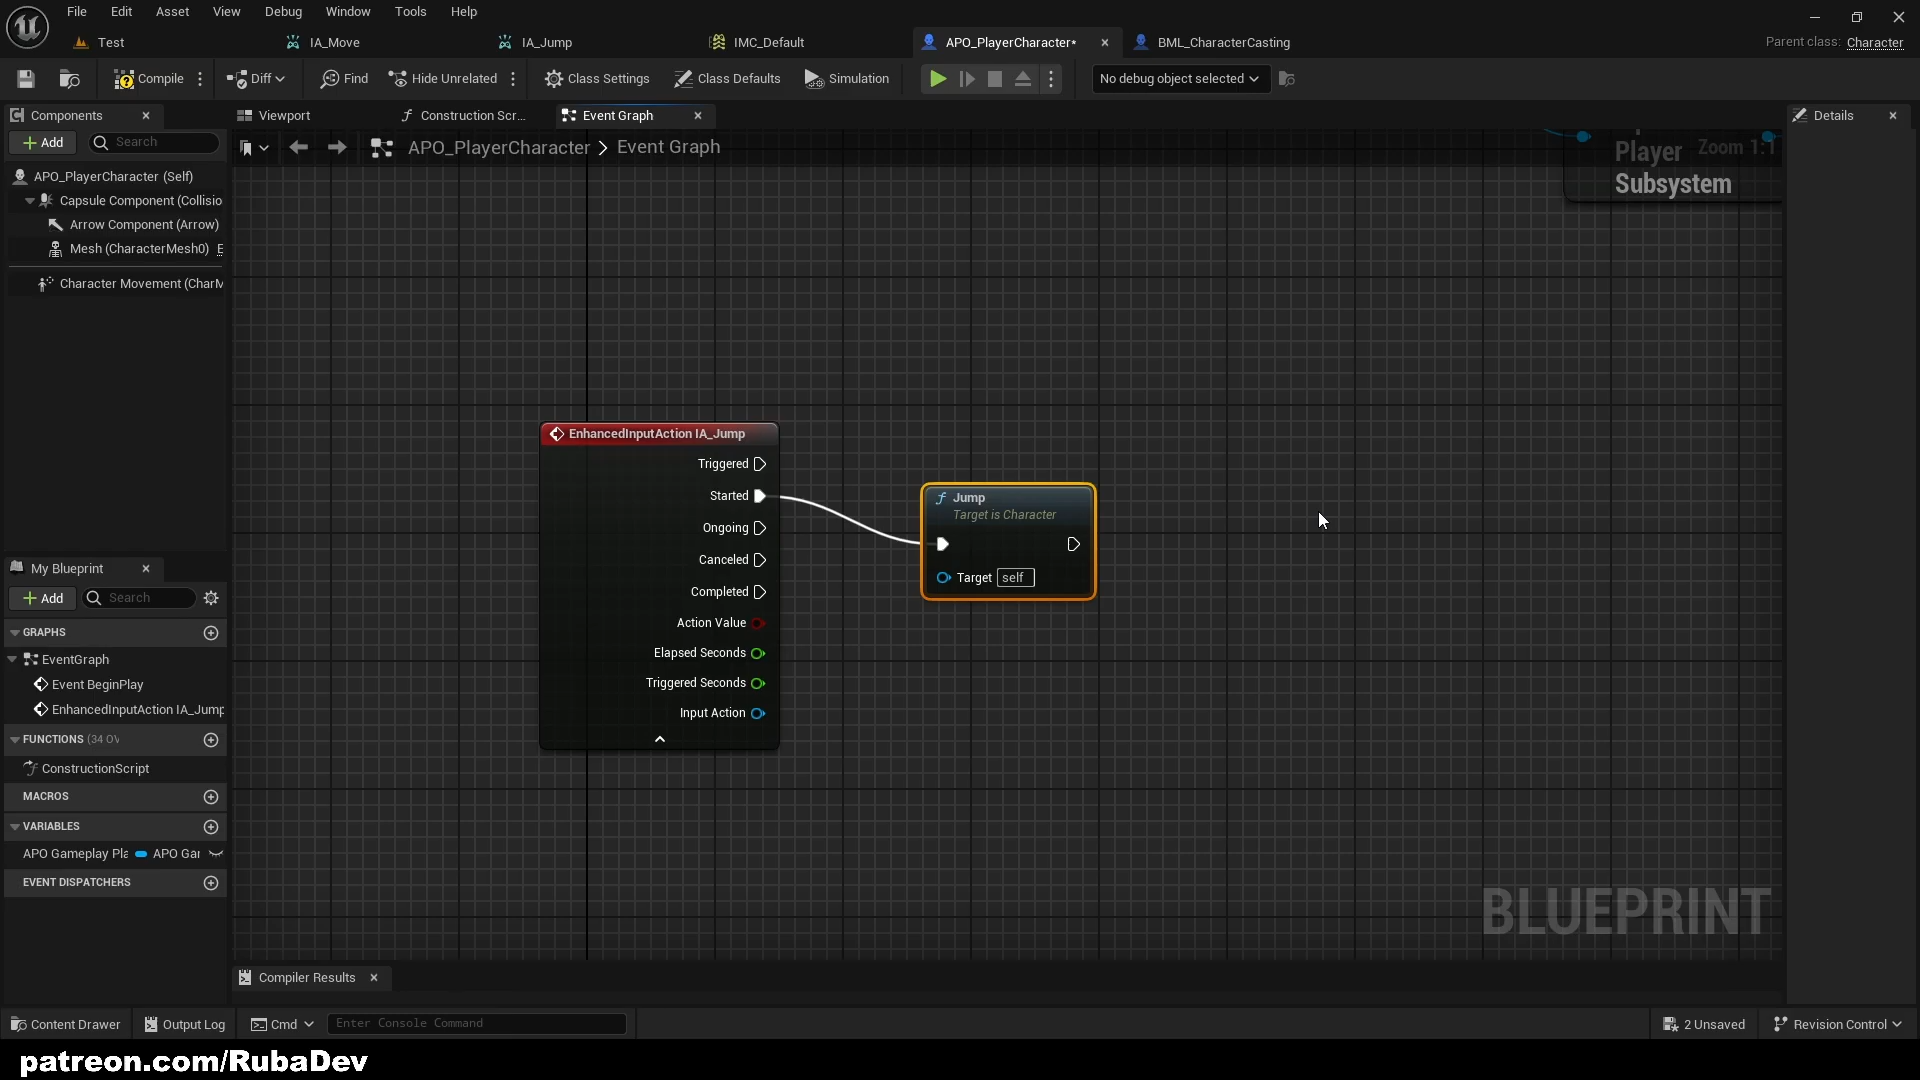 File Edit Asset View Debug Window Tools Help
Test IA_Move IA_Jump IMC_Default APO_PlayerCharacter* BML_CharacterCasting Parent class: Character
Compile Diff Find Hide Unrelated Class Settings Class Defaults Simulation No debug object selected
Components Viewport Construction Scr... Event Graph Details
Add Search APO_PlayerCharacter > Event Graph Zoom 1:1
Player
Subsystem
APO_PlayerCharacter (Self)
Capsule Component (Collisio
Arrow Component (Arrow)
Mesh (CharacterMesh0) E
Character Movement (CharM
EnhancedInputAction IA_Jump
Triggered
Started
Ongoing
Canceled
Completed
Action Value
Elapsed Seconds
Triggered Seconds
Input Action
Jump
Target is Character
Target self
My Blueprint
Add Search
GRAPHS
EventGraph
Event BeginPlay
EnhancedInputAction IA_Jump
FUNCTIONS (34 OV
ConstructionScript
MACROS
VARIABLES
APO Gameplay Pla APO Gar
EVENT DISPATCHERS
BLUEPRINT
Compiler Results
Content Drawer Output Log Cmd Enter Console Command 2 Unsaved Revision Control
patreon.com/RubaDev